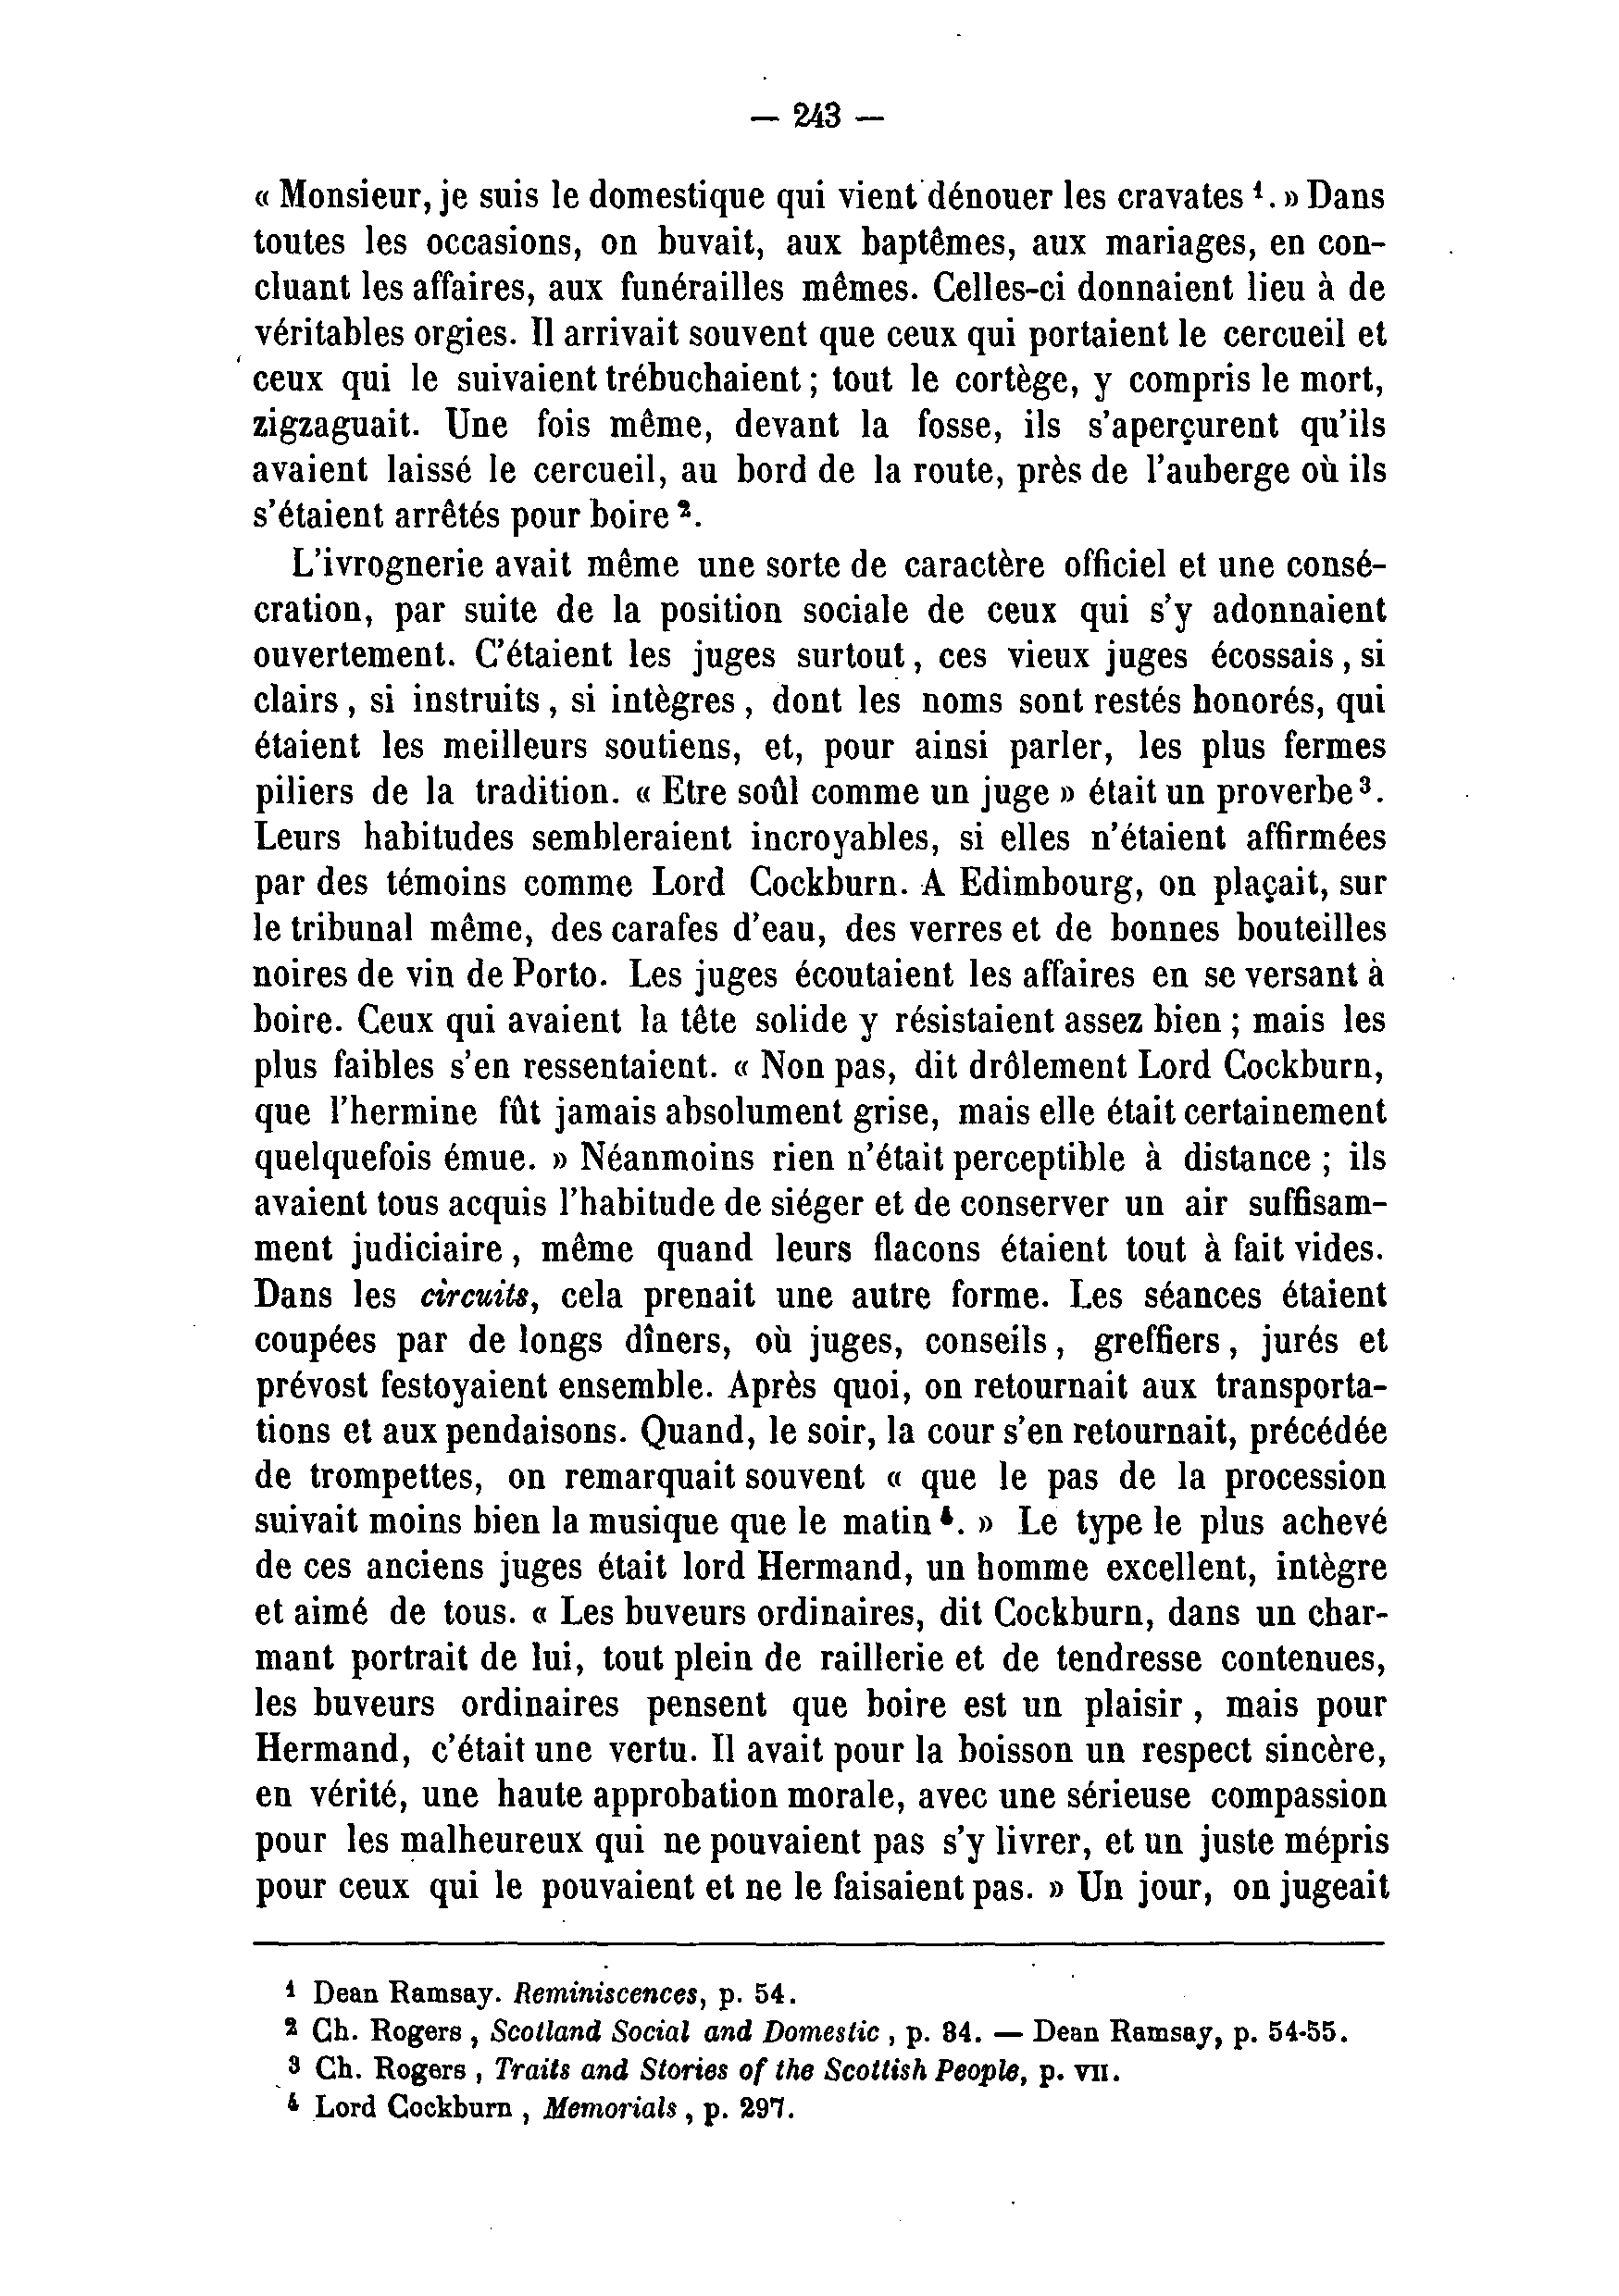 — 243 —
« Monsieur, je suis le domestique qui vient dénouer les cravates ¹. » Dans
toutes les occasions, on buvait, aux baptêmes, aux mariages, en con-
cluant les affaires, aux funérailles mêmes. Celles-ci donnaient lieu à de
véritables orgies. Il arrivait souvent que ceux qui portaient le cercueil et
ceux qui le suivaient trébuchaient ; tout le cortège, y compris le mort,
zigzaguait. Une fois même, devant la fosse, ils s'aperçurent qu'ils
avaient laissé le cercueil, au bord de la route, près de l'auberge où ils
s'étaient arrêtés pour boire ².
L'ivrognerie avait même une sorte de caractère officiel et une consé-
cration, par suite de la position sociale de ceux qui s'y adonnaient
ouvertement. C'étaient les juges surtout, ces vieux juges écossais, si
clairs, si instruits, si intègres, dont les noms sont restés honorés, qui
étaient les meilleurs soutiens, et, pour ainsi parler, les plus fermes
piliers de la tradition. « Etre soûl comme un juge » était un proverbe ³.
Leurs habitudes sembleraient incroyables, si elles n'étaient affirmées
par des témoins comme Lord Cockburn. A Edimbourg, on plaçait, sur
le tribunal même, des carafes d'eau, des verres et de bonnes bouteilles
noires de vin de Porto. Les juges écoutaient les affaires en se versant à
boire. Ceux qui avaient la tête solide y résistaient assez bien ; mais les
plus faibles s'en ressentaient. « Non pas, dit drôlement Lord Cockburn,
que l'hermine fût jamais absolument grise, mais elle était certainement
quelquefois émue. » Néanmoins rien n'était perceptible à distance ; ils
avaient tous acquis l'habitude de siéger et de conserver un air suffisam-
ment judiciaire, même quand leurs flacons étaient tout à fait vides.
Dans les circuits, cela prenait une autre forme. Les séances étaient
coupées par de longs dîners, où juges, conseils, greffiers, jurés et
prévost festoyaient ensemble. Après quoi, on retournait aux transporta-
tions et aux pendaisons. Quand, le soir, la cour s'en retournait, précédée
de trompettes, on remarquait souvent « que le pas de la procession
suivait moins bien la musique que le matin ⁴. » Le type le plus achevé
de ces anciens juges était lord Hermand, un homme excellent, intègre
et aimé de tous. « Les buveurs ordinaires, dit Cockburn, dans un char-
mant portrait de lui, tout plein de raillerie et de tendresse contenues,
les buveurs ordinaires pensent que boire est un plaisir, mais pour
Hermand, c'était une vertu. Il avait pour la boisson un respect sincère,
en vérité, une haute approbation morale, avec une sérieuse compassion
pour les malheureux qui ne pouvaient pas s'y livrer, et un juste mépris
pour ceux qui le pouvaient et ne le faisaient pas. » Un jour, on jugeait
¹ Dean Ramsay. Reminiscences, p. 54.
² Ch. Rogers, Scotland Social and Domestic, p. 34. — Dean Ramsay, p. 54-55.
³ Ch. Rogers, Traits and Stories of the Scottish People, p. VII.
⁴ Lord Cockburn, Memorials, p. 297.